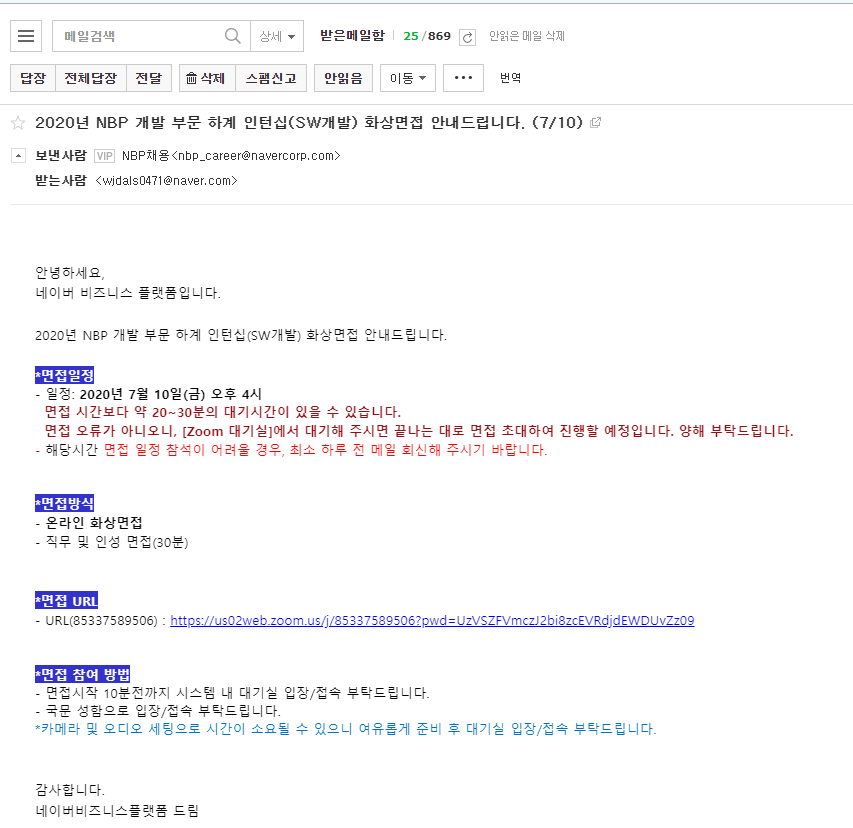 메일검색 상세 받은메일함 25/869 안읽은 메일 삭제
답장 전체답장 전달 삭제 스팸신고 안읽음 이동 ••• 번역
2020년 NBP 개발 부문 하계 인턴십(SW개발) 화상면접 안내드립니다. (7/10)
보낸사람 VIP NBP채용<nbp_career@navercorp.com>
받는사람 <wjdals0471@naver.com>
안녕하세요,
네이버 비즈니스 플랫폼입니다.
2020년 NBP 개발 부문 하계 인턴십(SW개발) 화상면접 안내드립니다.
*면접일정
- 일정: 2020년 7월 10일(금) 오후 4시
면접 시간보다 약 20~30분의 대기시간이 있을 수 있습니다.
면접 오류가 아니오니, [Zoom 대기실]에서 대기해 주시면 끝나는 대로 면접 초대하여 진행할 예정입니다. 양해 부탁드립니다.
- 해당시간 면접 일정 참석이 어려울 경우, 최소 하루 전 메일 회신해 주시기 바랍니다.
*면접방식
- 온라인 화상면접
- 직무 및 인성 면접(30분)
*면접 URL
- URL(85337589506) : https://us02web.zoom.us/j/85337589506?pwd=UzVSZFVmczJ2bi8zcEVRdjdEWDUvZz09
*면접 참여 방법
- 면접시작 10분전까지 시스템 내 대기실 입장/접속 부탁드립니다.
- 국문 성함으로 입장/접속 부탁드립니다.
*카메라 및 오디오 세팅으로 시간이 소요될 수 있으니 여유롭게 준비 후 대기실 입장/접속 부탁드립니다.
감사합니다.
네이버비즈니스플랫폼 드림